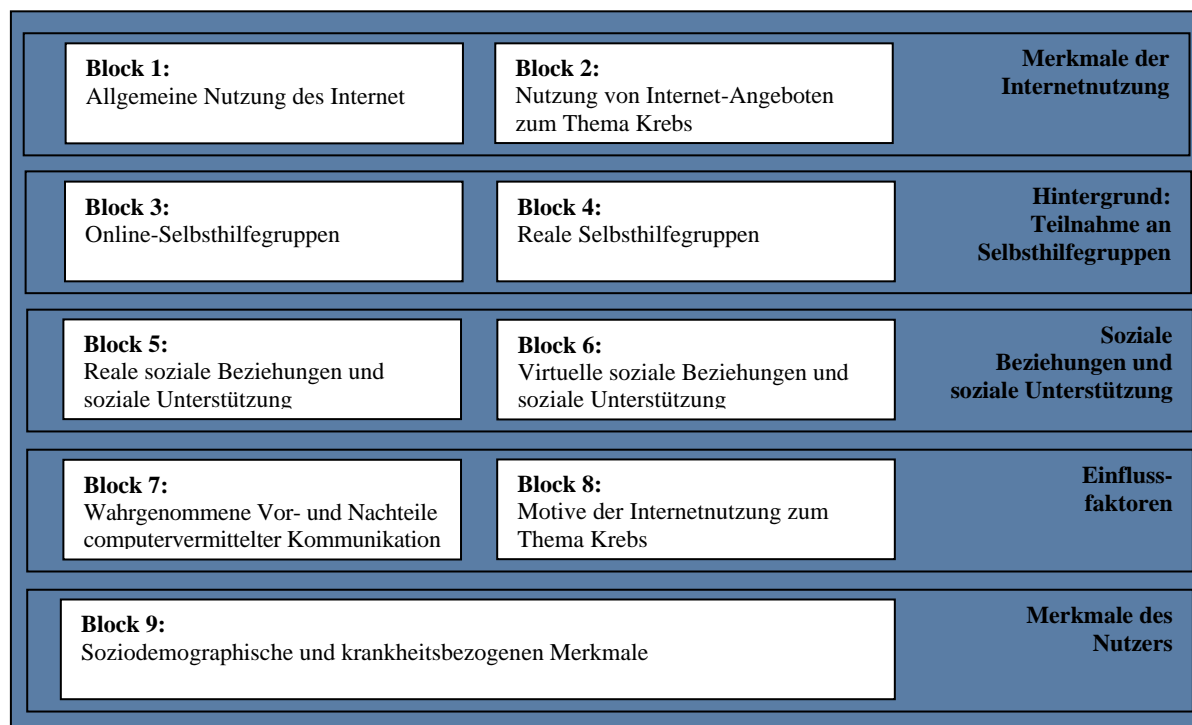 Block 1:
Allgemeine Nutzung des Internet
Block 2:
Nutzung von Internet-Angeboten
zum Thema Krebs
Merkmale der
Internetnutzung
Block 3:
Online-Selbsthilfegruppen
Block 4:
Reale Selbsthilfegruppen
Hintergrund:
Teilnahme an
Selbsthilfegruppen
Block 5:
Reale soziale Beziehungen und
soziale Unterstützung
Block 6:
Virtuelle soziale Beziehungen und
soziale Unterstützung
Soziale
Beziehungen und
soziale Unterstützung
Block 7:
Wahrgenommene Vor- und Nachteile
computervermittelter Kommunikation
Block 8:
Motive der Internetnutzung zum
Thema Krebs
Einfluss-
faktoren
Block 9:
Soziodemographische und krankheitsbezogenen Merkmale
Merkmale des
Nutzers